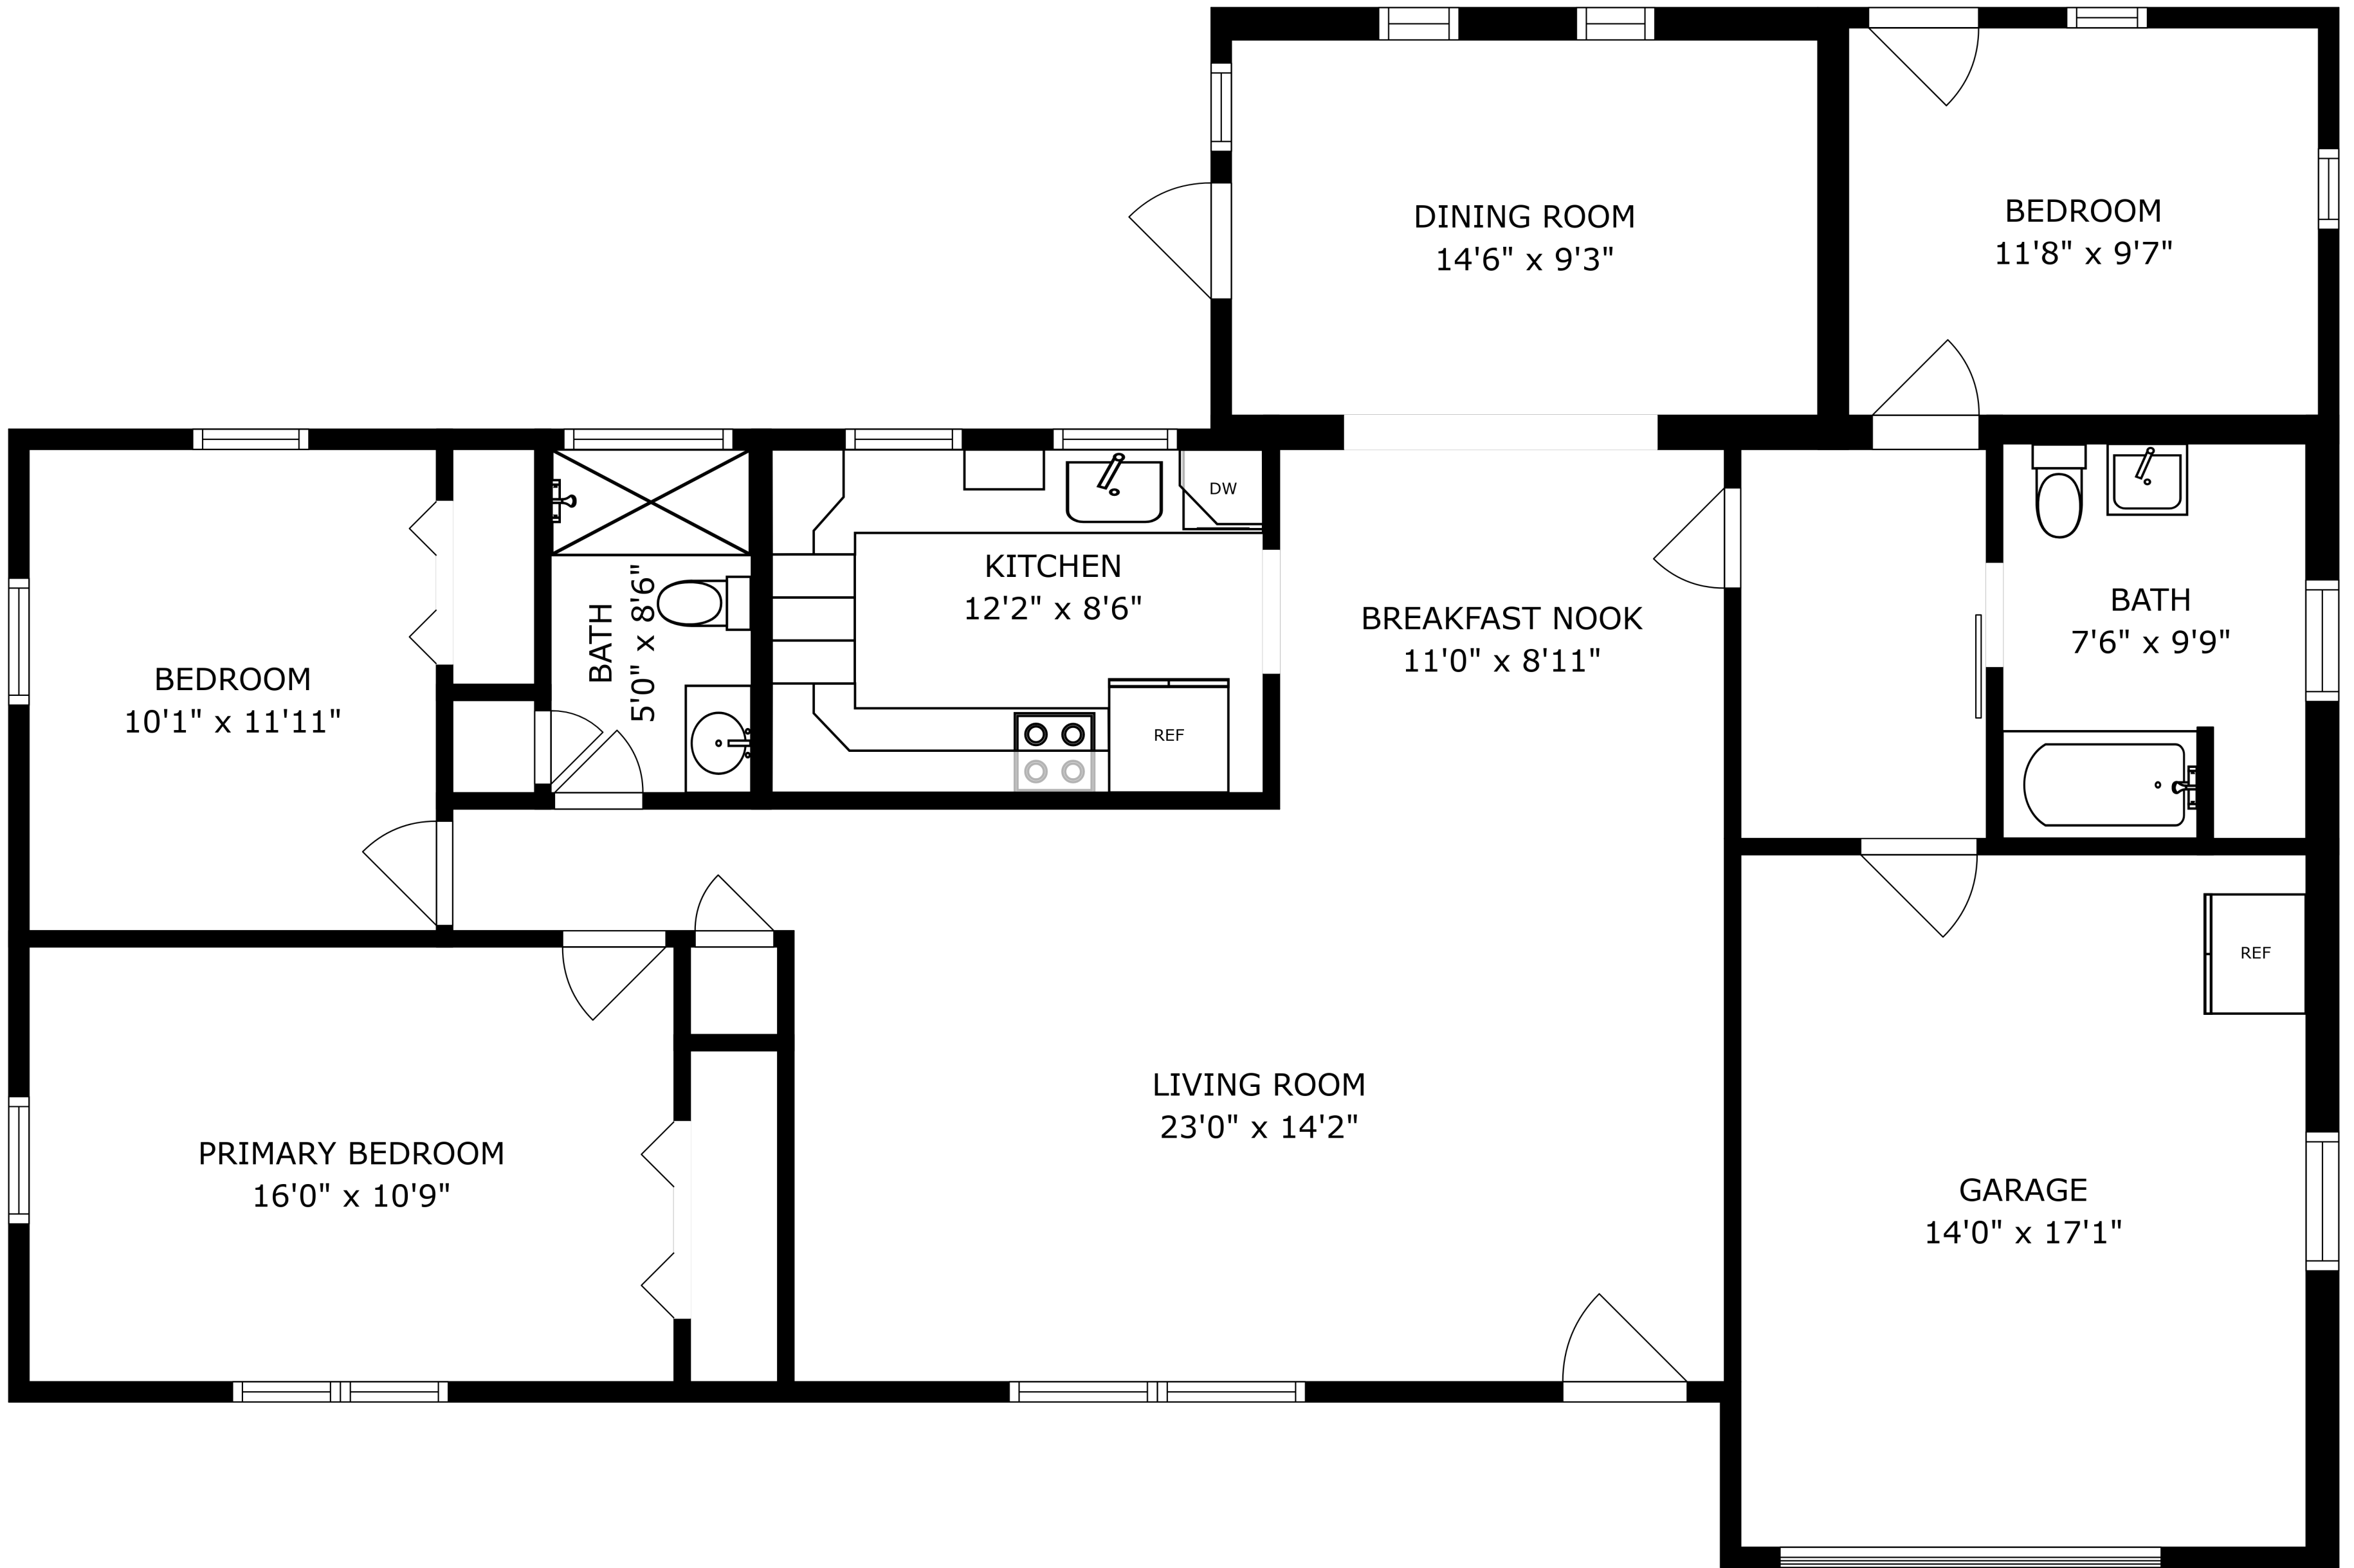 DINING ROOM
14'6" x 9'3"
BEDROOM
11'8" x 9'7"
DW
KITCHEN
12'2" x 8'6"
BREAKFAST NOOK
11'0" x 8'11"
BATH
7'6" x 9'9"
BATH
5'0" x 8'6"
BEDROOM
10'1" x 11'11"
REF
REF
LIVING ROOM
23'0" x 14'2"
PRIMARY BEDROOM
16'0" x 10'9"
GARAGE
14'0" x 17'1"